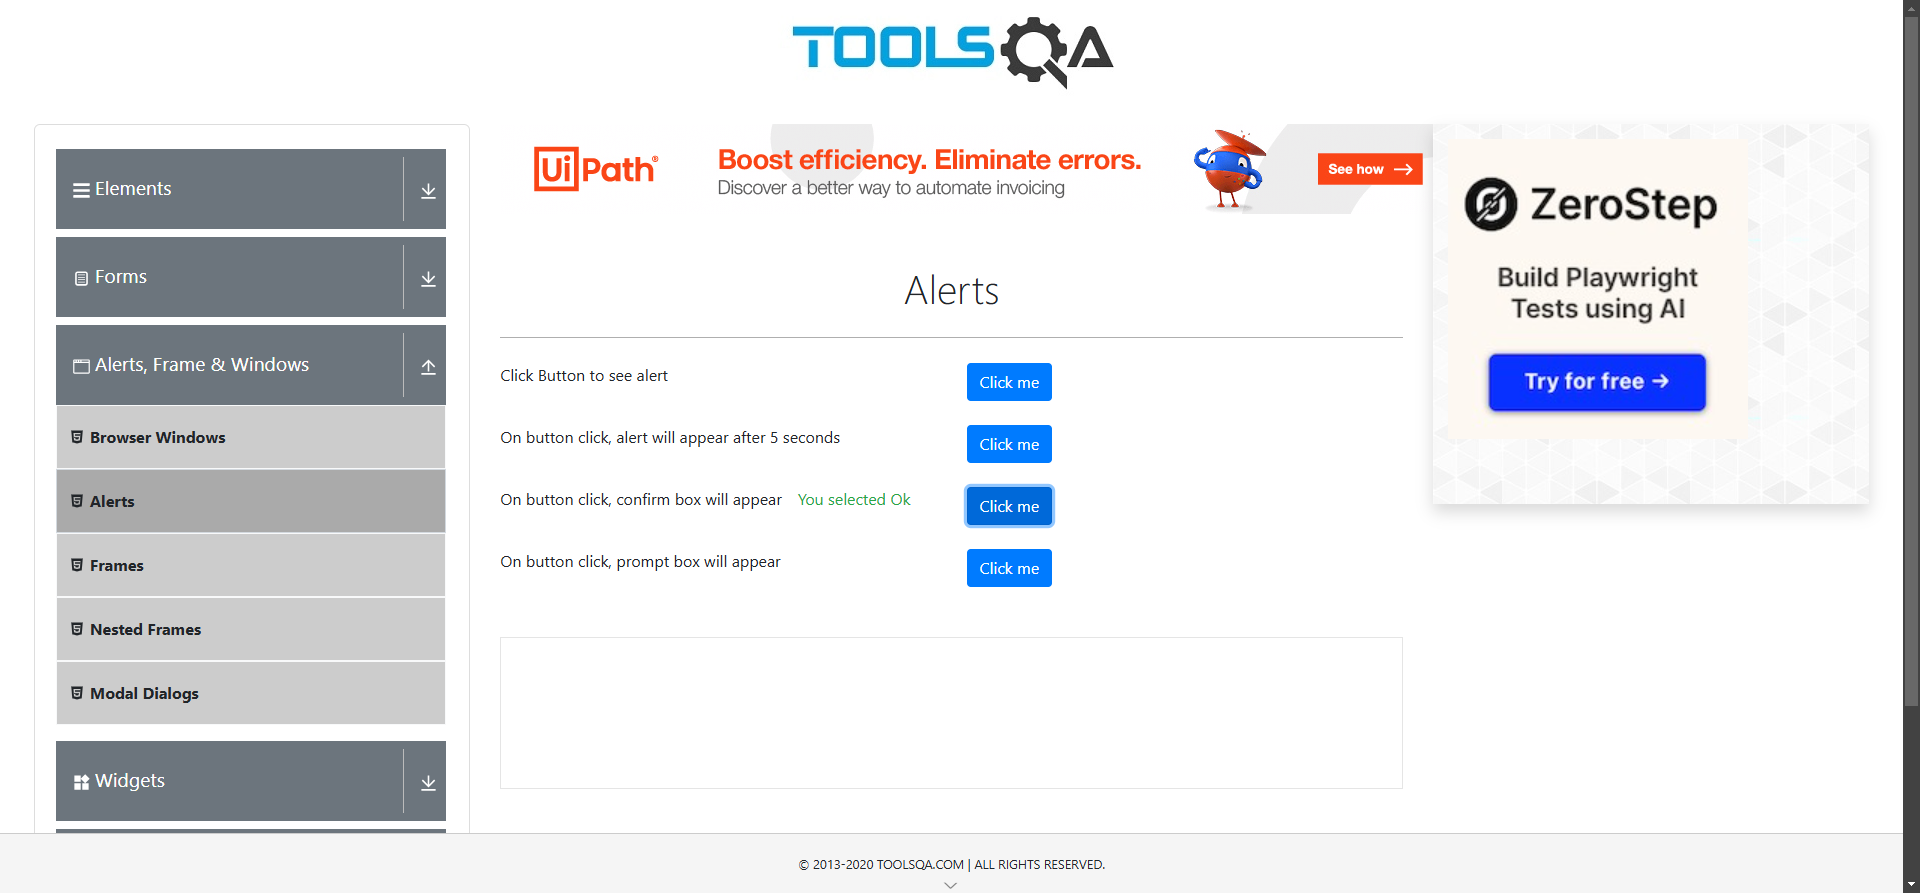 TOOLSQA
Elements
Forms
Alerts, Frame & Windows
Browser Windows
Alerts
Frames
Nested Frames
Modal Dialogs
Widgets
UiPath®
Boost efficiency. Eliminate errors.
Discover a better way to automate invoicing
See how →
Alerts
Click Button to see alert
Click me
On button click, alert will appear after 5 seconds
Click me
On button click, confirm box will appear You selected Ok
Click me
On button click, prompt box will appear
Click me
ZeroStep
Build Playwright
Tests using AI
Try for free →
© 2013-2020 TOOLSQA.COM | ALL RIGHTS RESERVED.